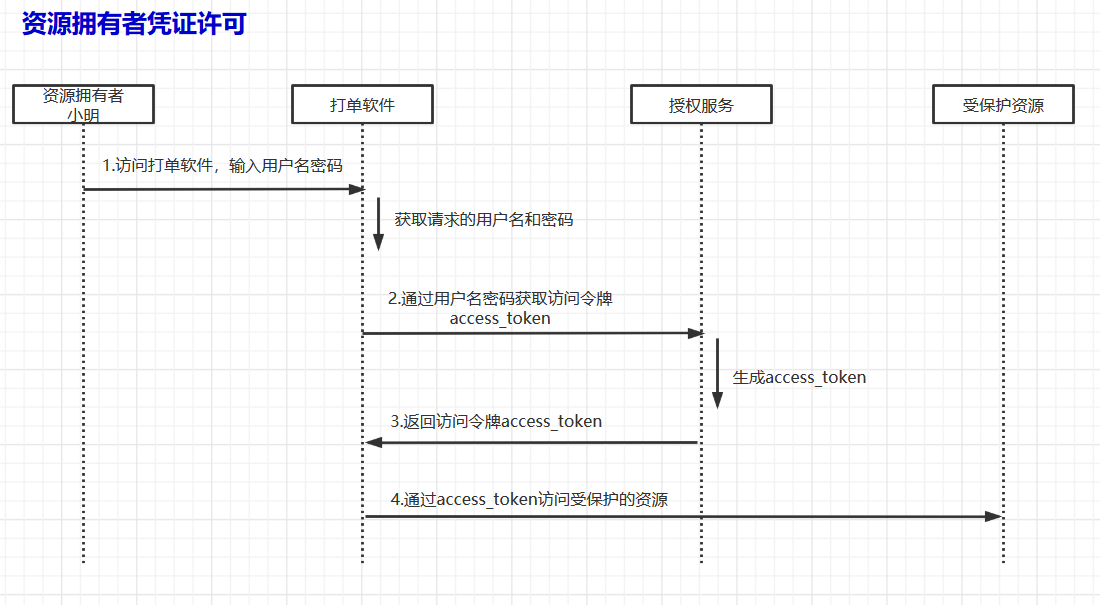 资源拥有者凭证许可
资源拥有者
小明
打单软件
授权服务
受保护资源
1.访问打单软件，输入用户名密码
获取请求的用户名和密码
2.通过用户名密码获取访问令牌
access_token
生成access_token
3.返回访问令牌access_token
4.通过access_token访问受保护的资源